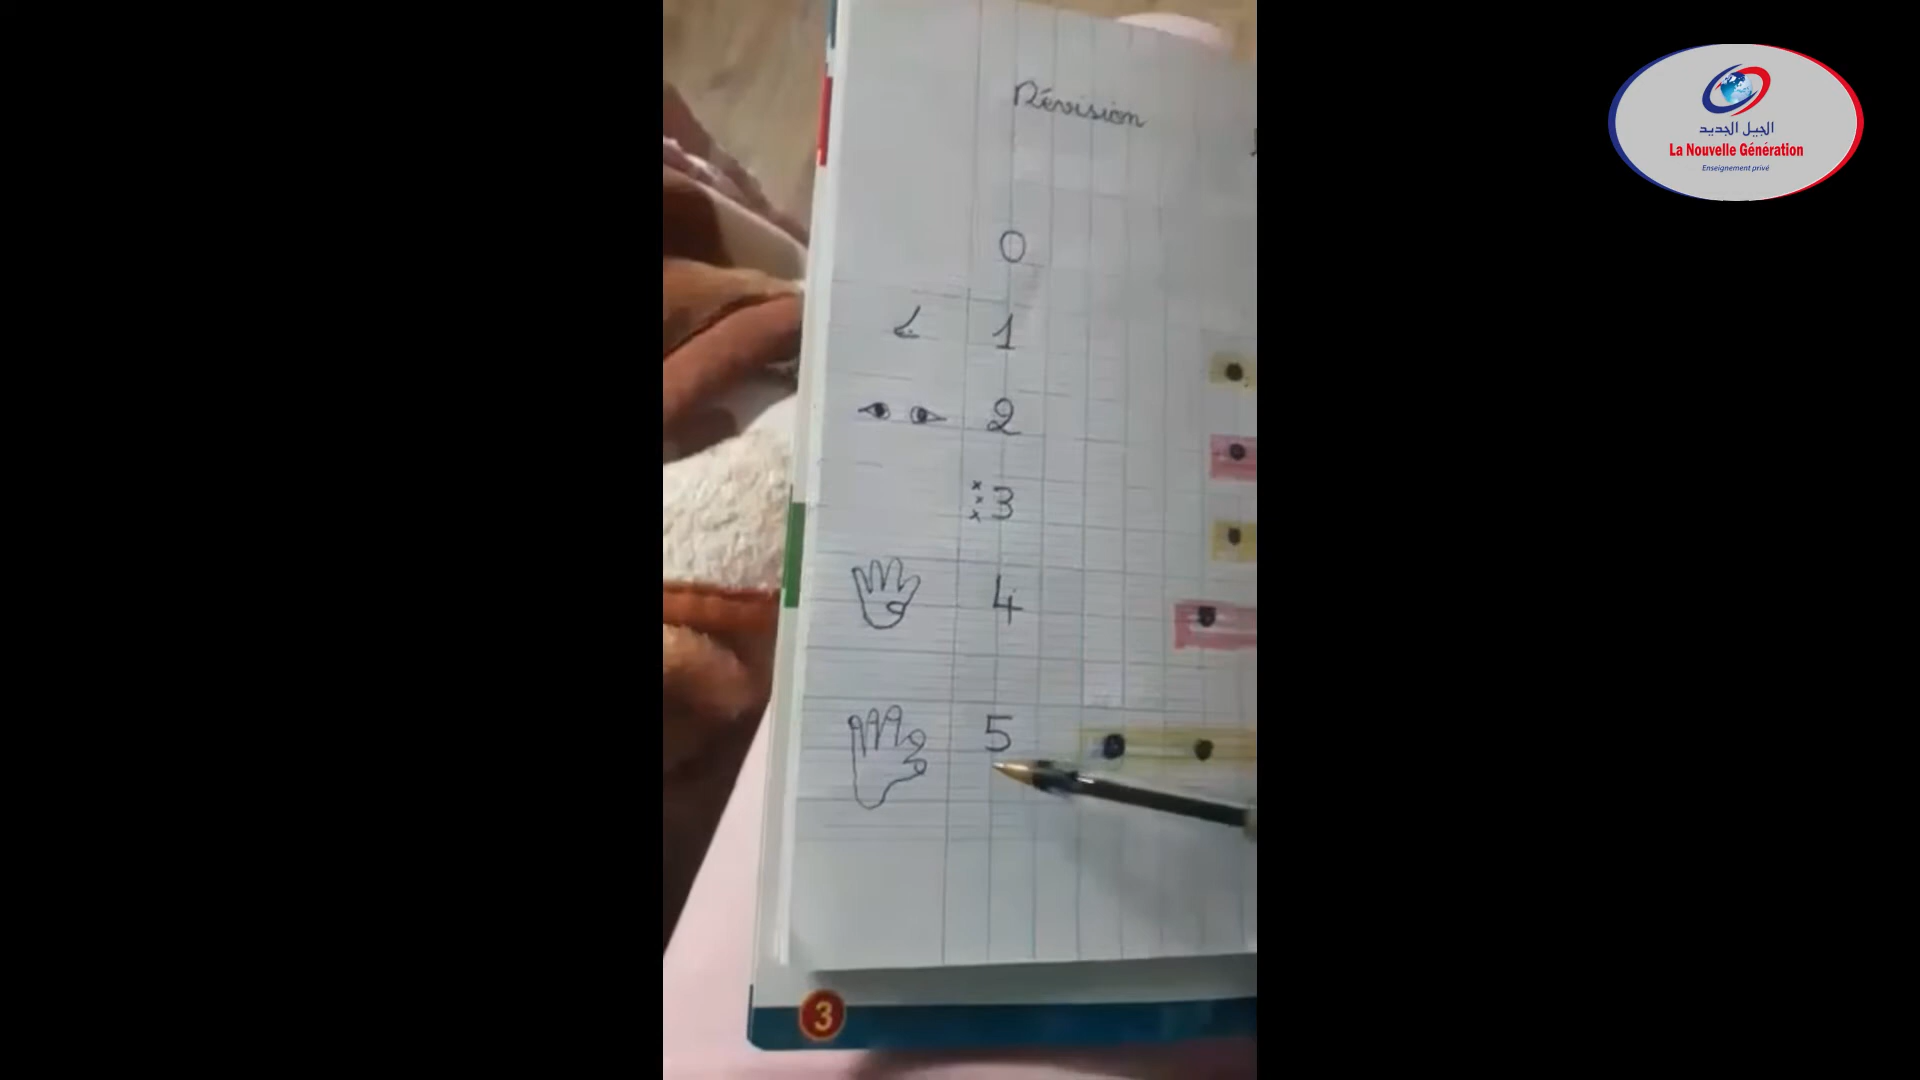 Révision
0
1
2
3
4
5
3
الجيل الجديد
La Nouvelle Génération
Enseignement privé